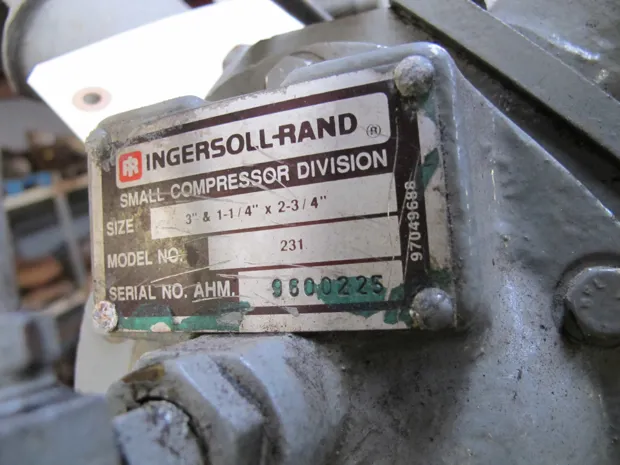 IR INGERSOLL-RAND ®
SMALL COMPRESSOR DIVISION
SIZE 3" & 1-1/4" x 2-3/4"
MODEL NO. 231
SERIAL NO. AHM. 9600225
97049688